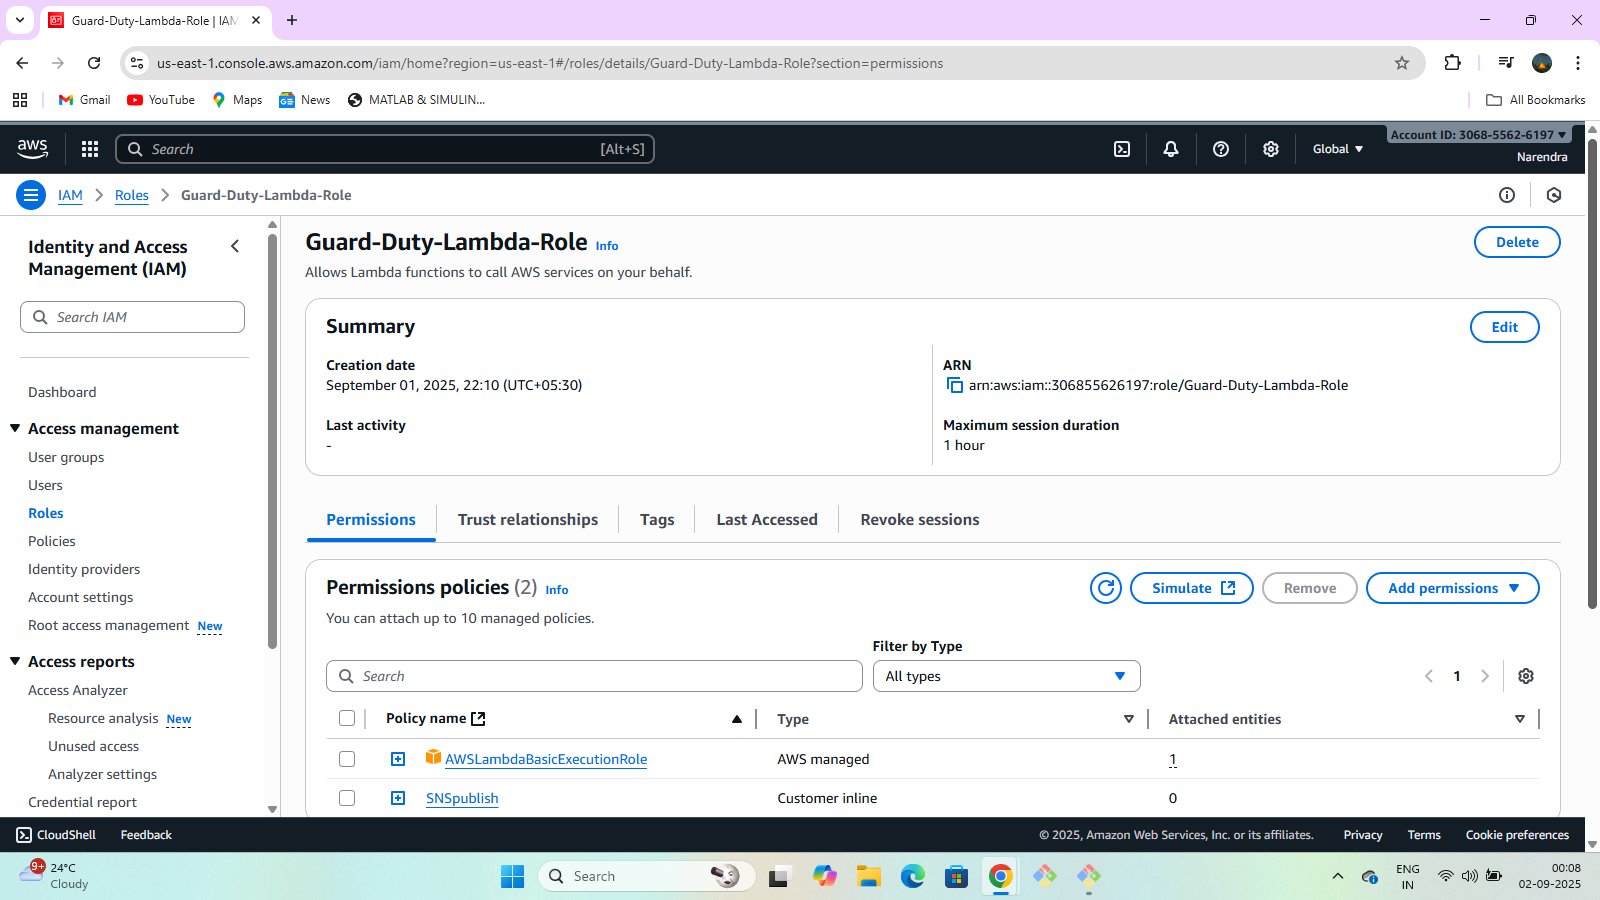 Guard-Duty-Lambda-Role | IAM
us-east-1.console.aws.amazon.com/iam/home?region=us-east-1#/roles/details/Guard-Duty-Lambda-Role?section=permissions
Gmail
YouTube
Maps
News
MATLAB & SIMULIN...
All Bookmarks
aws
Search
[Alt+S]
Global
Account ID: 3068-5562-6197
Narendra
IAM
Roles
Guard-Duty-Lambda-Role
Identity and Access
Management (IAM)
Search IAM
Dashboard
Access management
User groups
Users
Roles
Policies
Identity providers
Account settings
Root access management New
Access reports
Access Analyzer
Resource analysis New
Unused access
Analyzer settings
Credential report
Guard-Duty-Lambda-Role Info
Delete
Allows Lambda functions to call AWS services on your behalf.
Summary
Edit
Creation date
September 01, 2025, 22:10 (UTC+05:30)
ARN
arn:aws:iam::306855626197:role/Guard-Duty-Lambda-Role
Last activity
-
Maximum session duration
1 hour
Permissions
Trust relationships
Tags
Last Accessed
Revoke sessions
Permissions policies (2) Info
Simulate
Remove
Add permissions
You can attach up to 10 managed policies.
Filter by Type
Search
All types
1
Policy name
Type
Attached entities
AWSLambdaBasicExecutionRole
AWS managed
1
SNSpublish
Customer inline
0
CloudShell
Feedback
© 2025, Amazon Web Services, Inc. or its affiliates.
Privacy
Terms
Cookie preferences
9+
24°C
Cloudy
Search
ENG
IN
00:08
02-09-2025